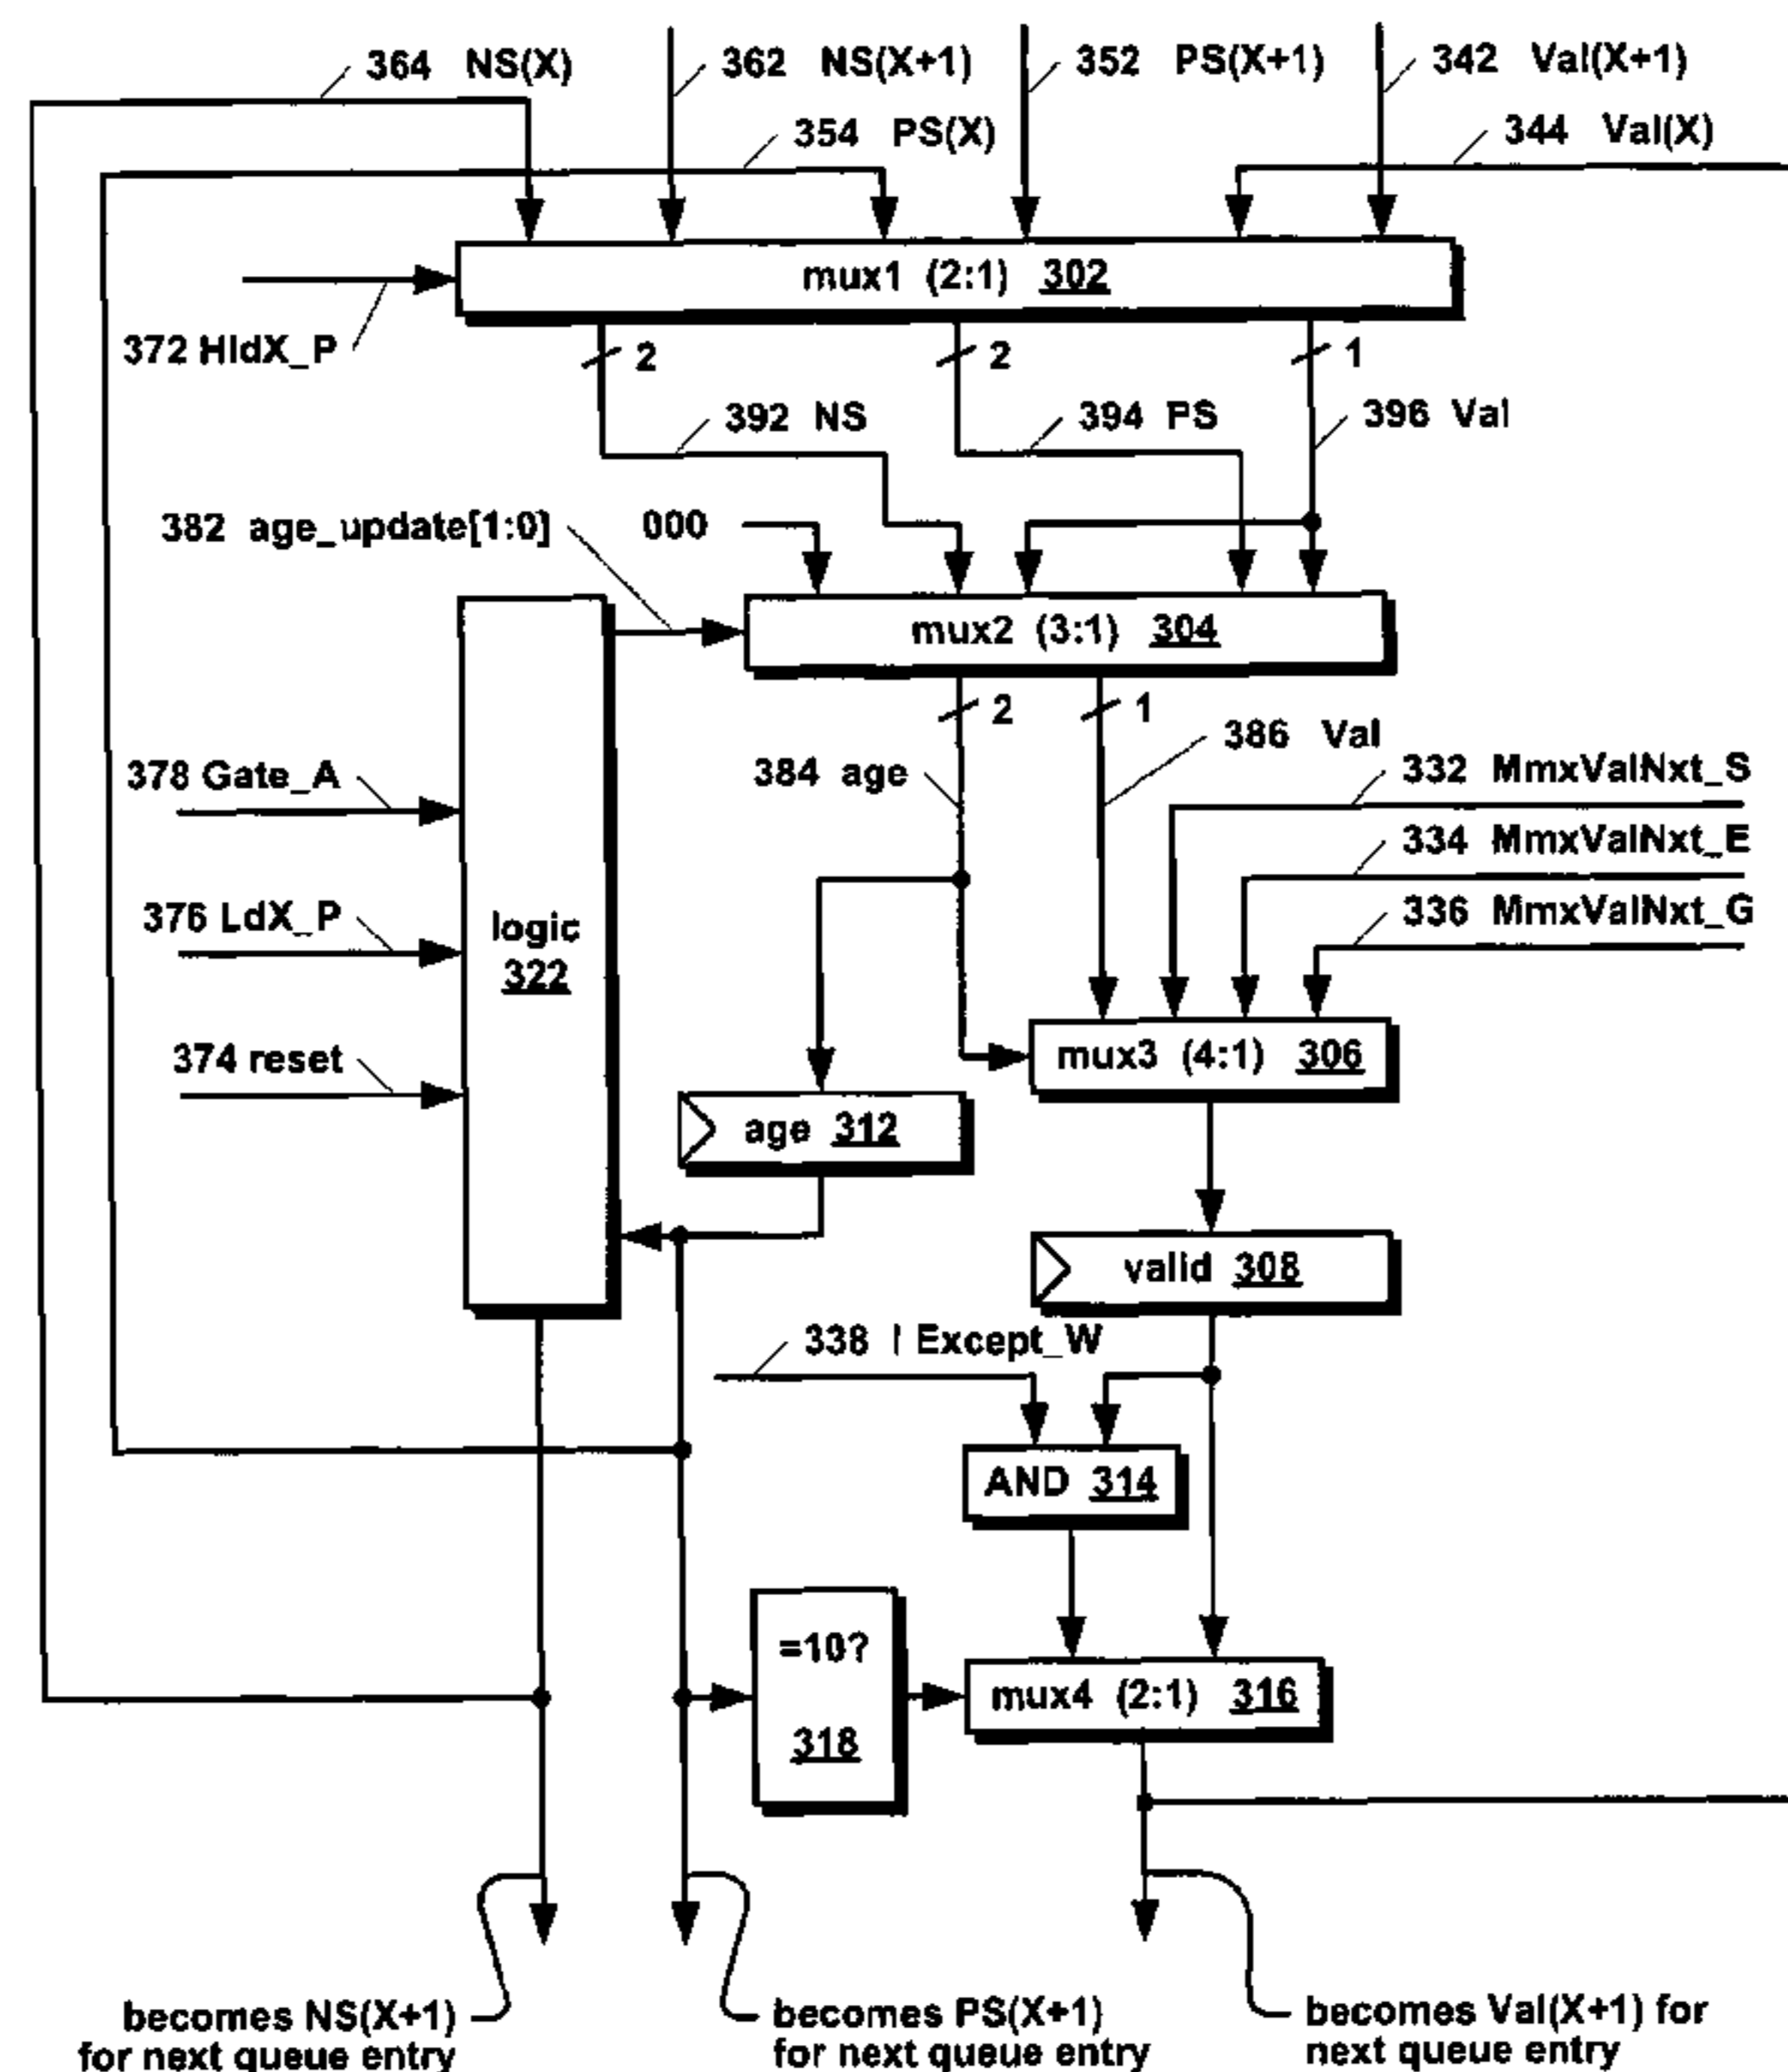 364 NS(X)
362 NS(X+1)
352 PS(X+1)
342 Val(X+1)
354 PS(X)
344 Val(X)
mux1 (2:1) 302
372 HldX_P
2
2
1
392 NS
394 PS
396 Val
382 age_update[1:0]
000
mux2 (3:1) 304
2
1
386 Val
384 age
378 Gate_A
332 MmxValNxt_S
334 MmxValNxt_E
336 MmxValNxt_G
376 LdX_P
logic
322
374 reset
mux3 (4:1) 306
age 312
valid 308
338 ! Except_W
AND 314
=10?
318
mux4 (2:1) 316
becomes NS(X+1)
for next queue entry
becomes PS(X+1)
for next queue entry
becomes Val(X+1) for
next queue entry